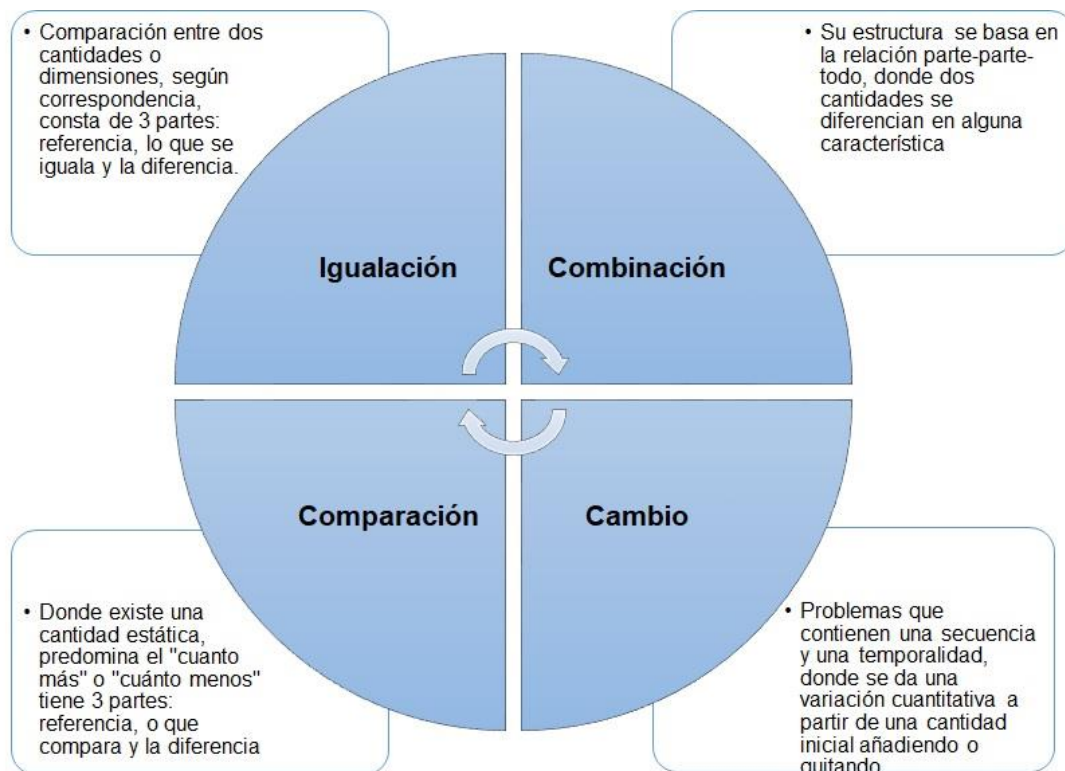 • Comparación entre dos
cantidades o
dimensiones, según
correspondencia,
consta de 3 partes:
referencia, lo que se
iguala y la diferencia.
• Su estructura se basa en
la relación parte-parte-
todo, donde dos
cantidades se
diferencian en alguna
característica
Igualación
Combinación
Comparación
Cambio
• Donde existe una
cantidad estática,
predomina el "cuanto
más" o "cuánto menos"
tiene 3 partes:
referencia, o que
compara y la diferencia
• Problemas que
contienen una secuencia
y una temporalidad,
donde se da una
variación cuantitativa a
partir de una cantidad
inicial añadiendo o
quitando